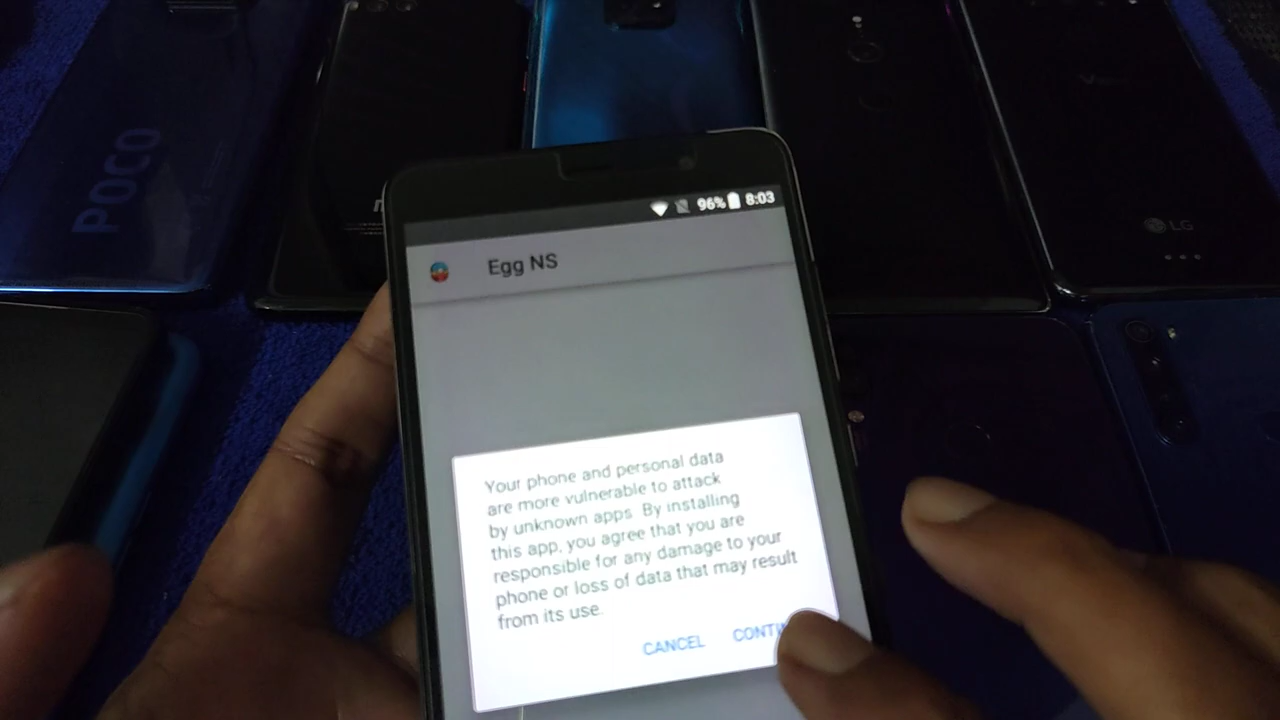 POCO
LG
96% 8:03
Egg NS
Your phone and personal data
are more vulnerable to attack
by unknown apps. By installing
this app, you agree that you are
responsible for any damage to your
phone or loss of data that may result
from its use.
CANCEL